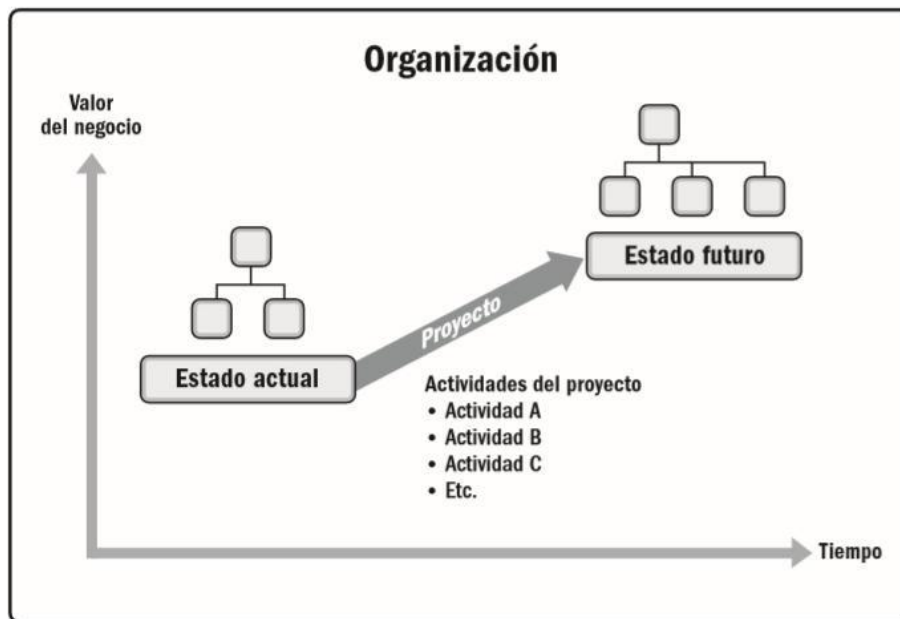 Organización
Valor
del negocio
Estado futuro
Proyecto
Estado actual
Actividades del proyecto
• Actividad A
• Actividad B
• Actividad C
• Etc.
Tiempo